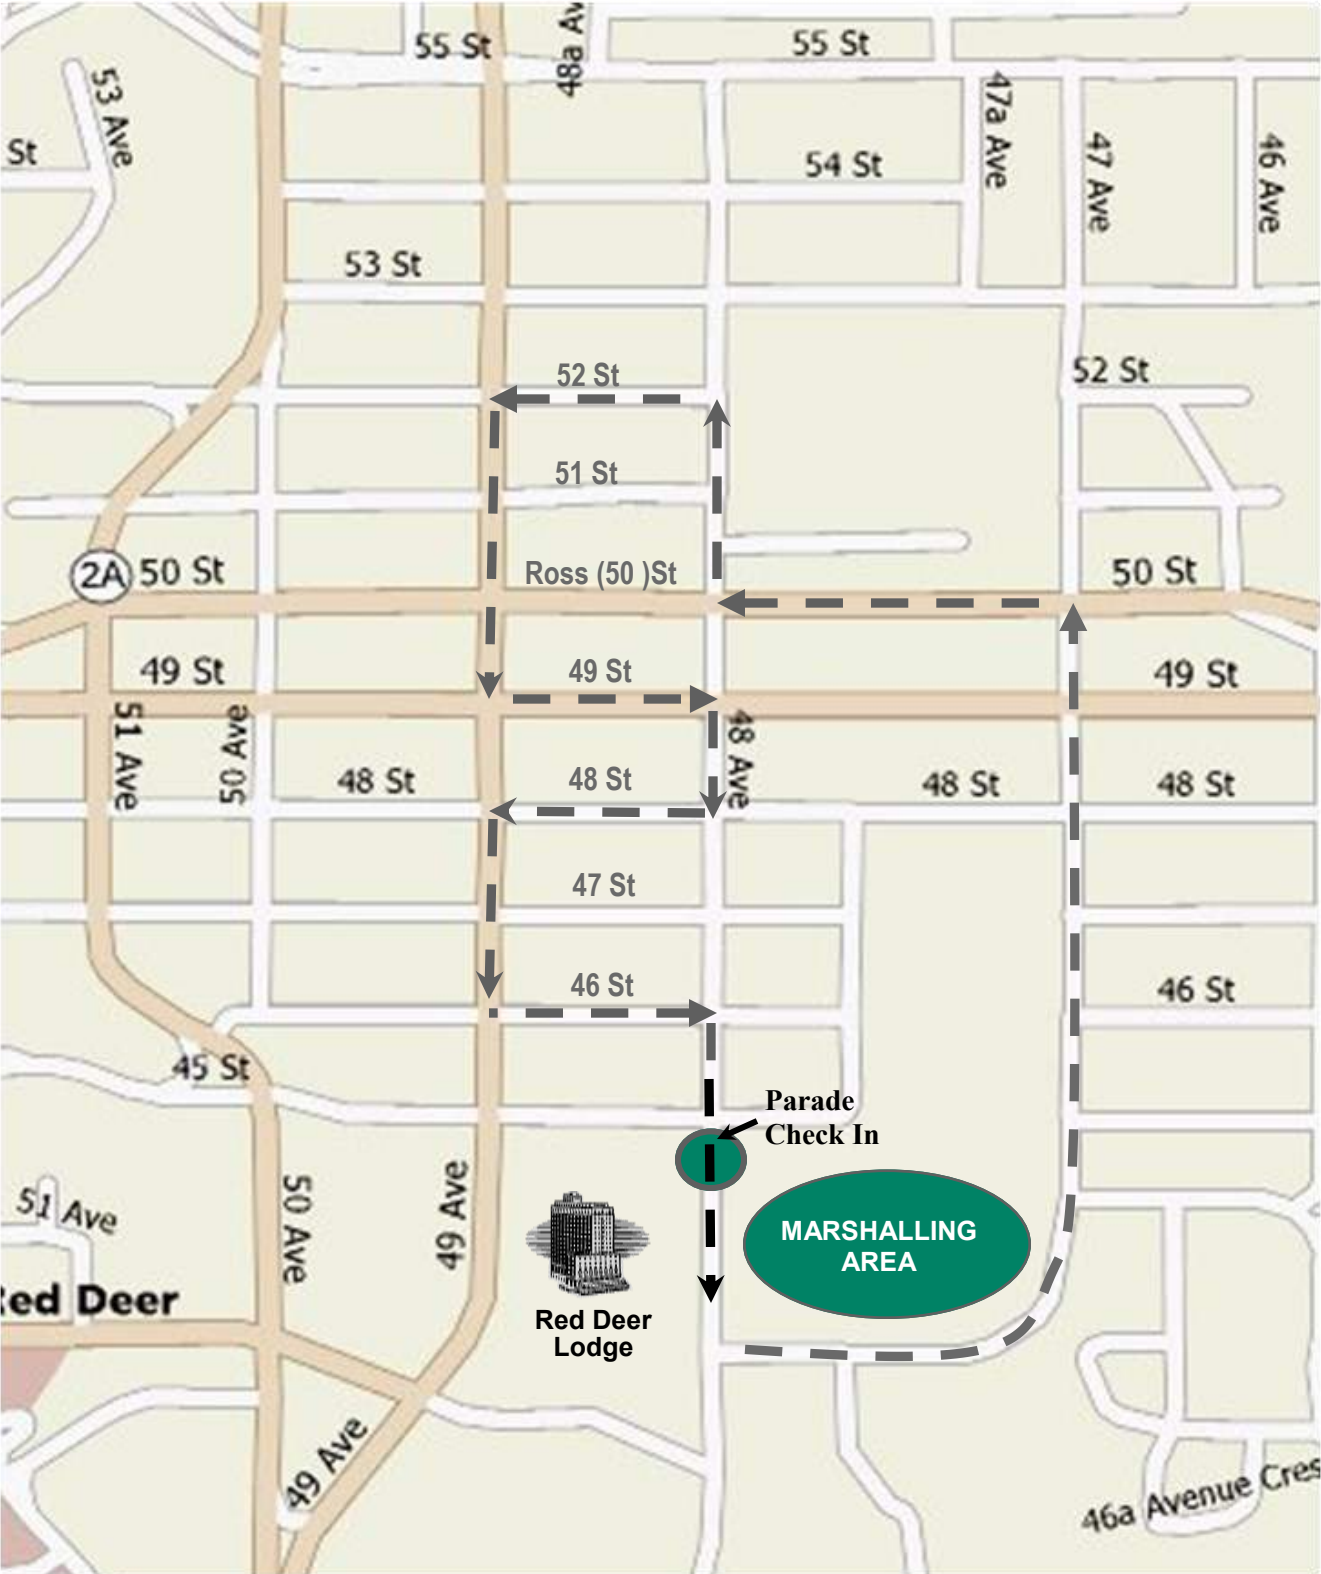 55 St
48a Av
55 St
53 Ave
St
54 St
47a Ave
47 Ave
46 Ave
53 St
52 St
52 St
51 St
2A
50 St
Ross (50 )St
50 St
49 St
49 St
49 St
51 Ave
50 Ave
48 Ave
48 St
48 St
48 St
48 St
47 St
46 St
46 St
45 St
Parade
Check In
51 Ave
50 Ave
49 Ave
MARSHALLING
AREA
Red Deer
Red Deer
Lodge
49 Ave
46a Avenue Cres